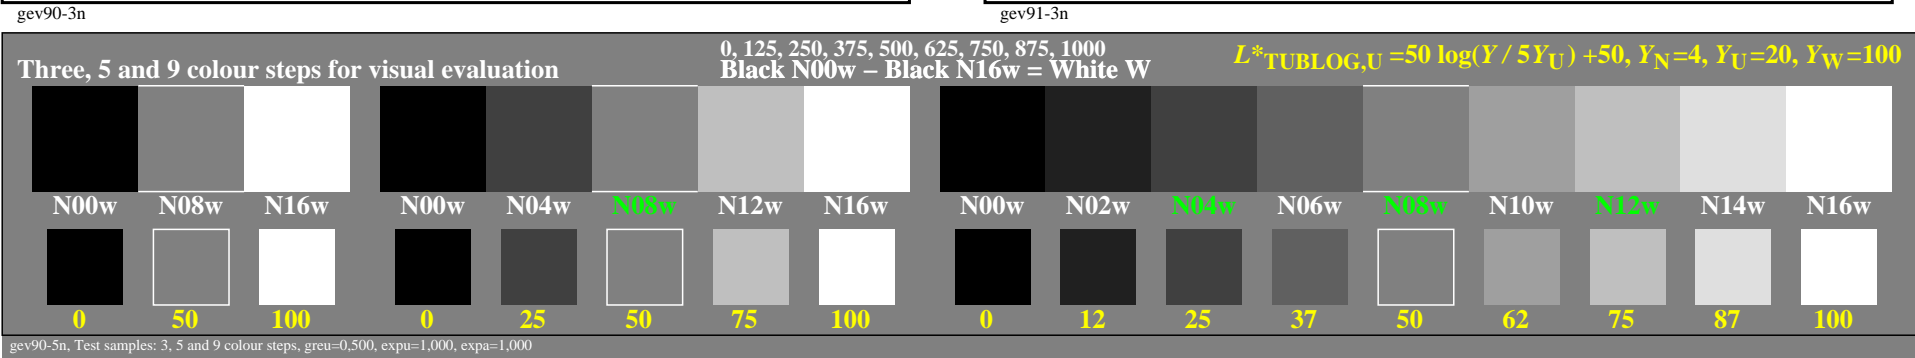 gev90-3n gev91-3n
Three, 5 and 9 colour steps for visual evaluation
0, 125, 250, 375, 500, 625, 750, 875, 1000
Black N00w – Black N16w = White W
L*TUBLOG,U =50 log(Y / 5YU) +50, YN=4, YU=20, YW=100
N00w N08w N16w N00w N04w N08w N12w N16w N00w N02w N04w N06w N08w N10w N12w N14w N16w
0 50 100 0 25 50 75 100 0 12 25 37 50 62 75 87 100
gev90-5n, Test samples: 3, 5 and 9 colour steps, greu=0,500, expu=1,000, expa=1,000